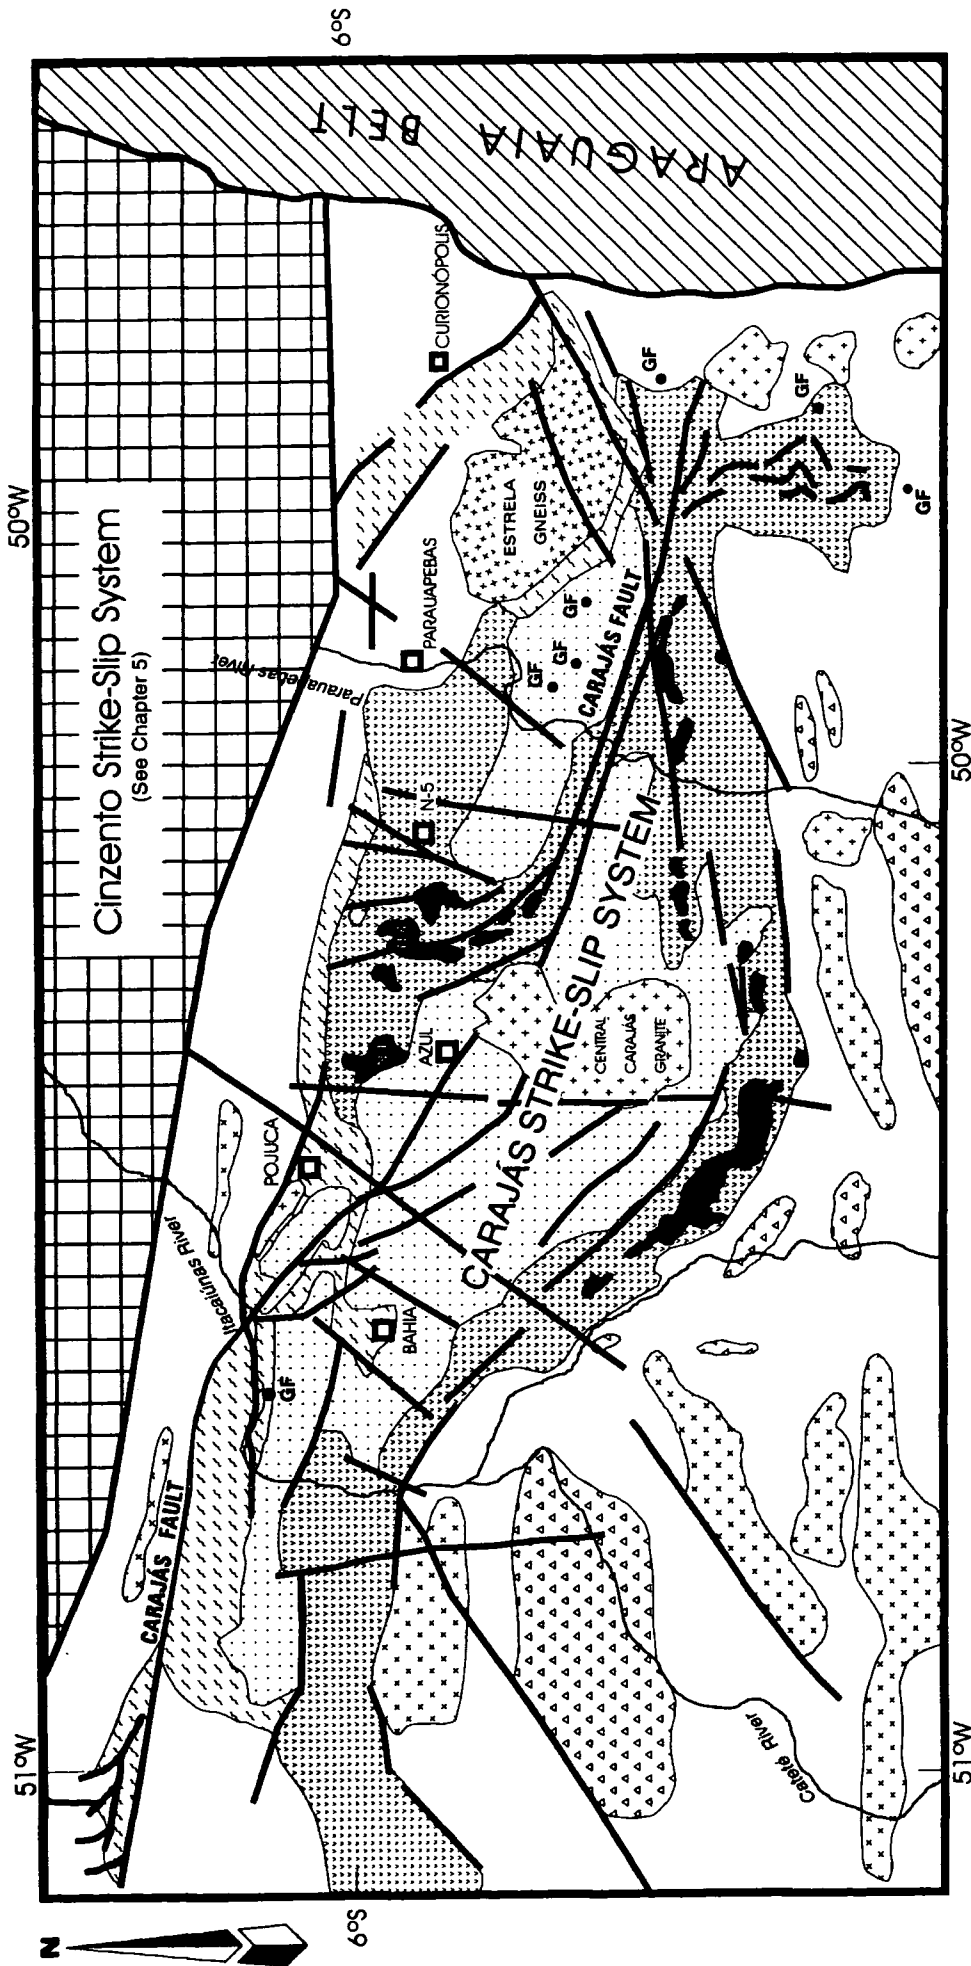 50°W
Cinzento Strike-Slip System
(See Chapter 5)
6°S
ARAGUAIA BELT
51°W
CARAJÁS FAULT
Itacaiúnas River
POJUCA
Parauapebas River
PARAUAPEBAS
CURIONÓPOLIS
N-5
AZUL
GF
BAHIA
ESTRELA
GNEISS
GF
GF
GF
CARAJÁS FAULT
GF
GF
GF
CARAJÁS STRIKE-SLIP SYSTEM
CENTRAL
CARAJÁS
GRANITE
Cateté River
N
6°S
51°W
50°W